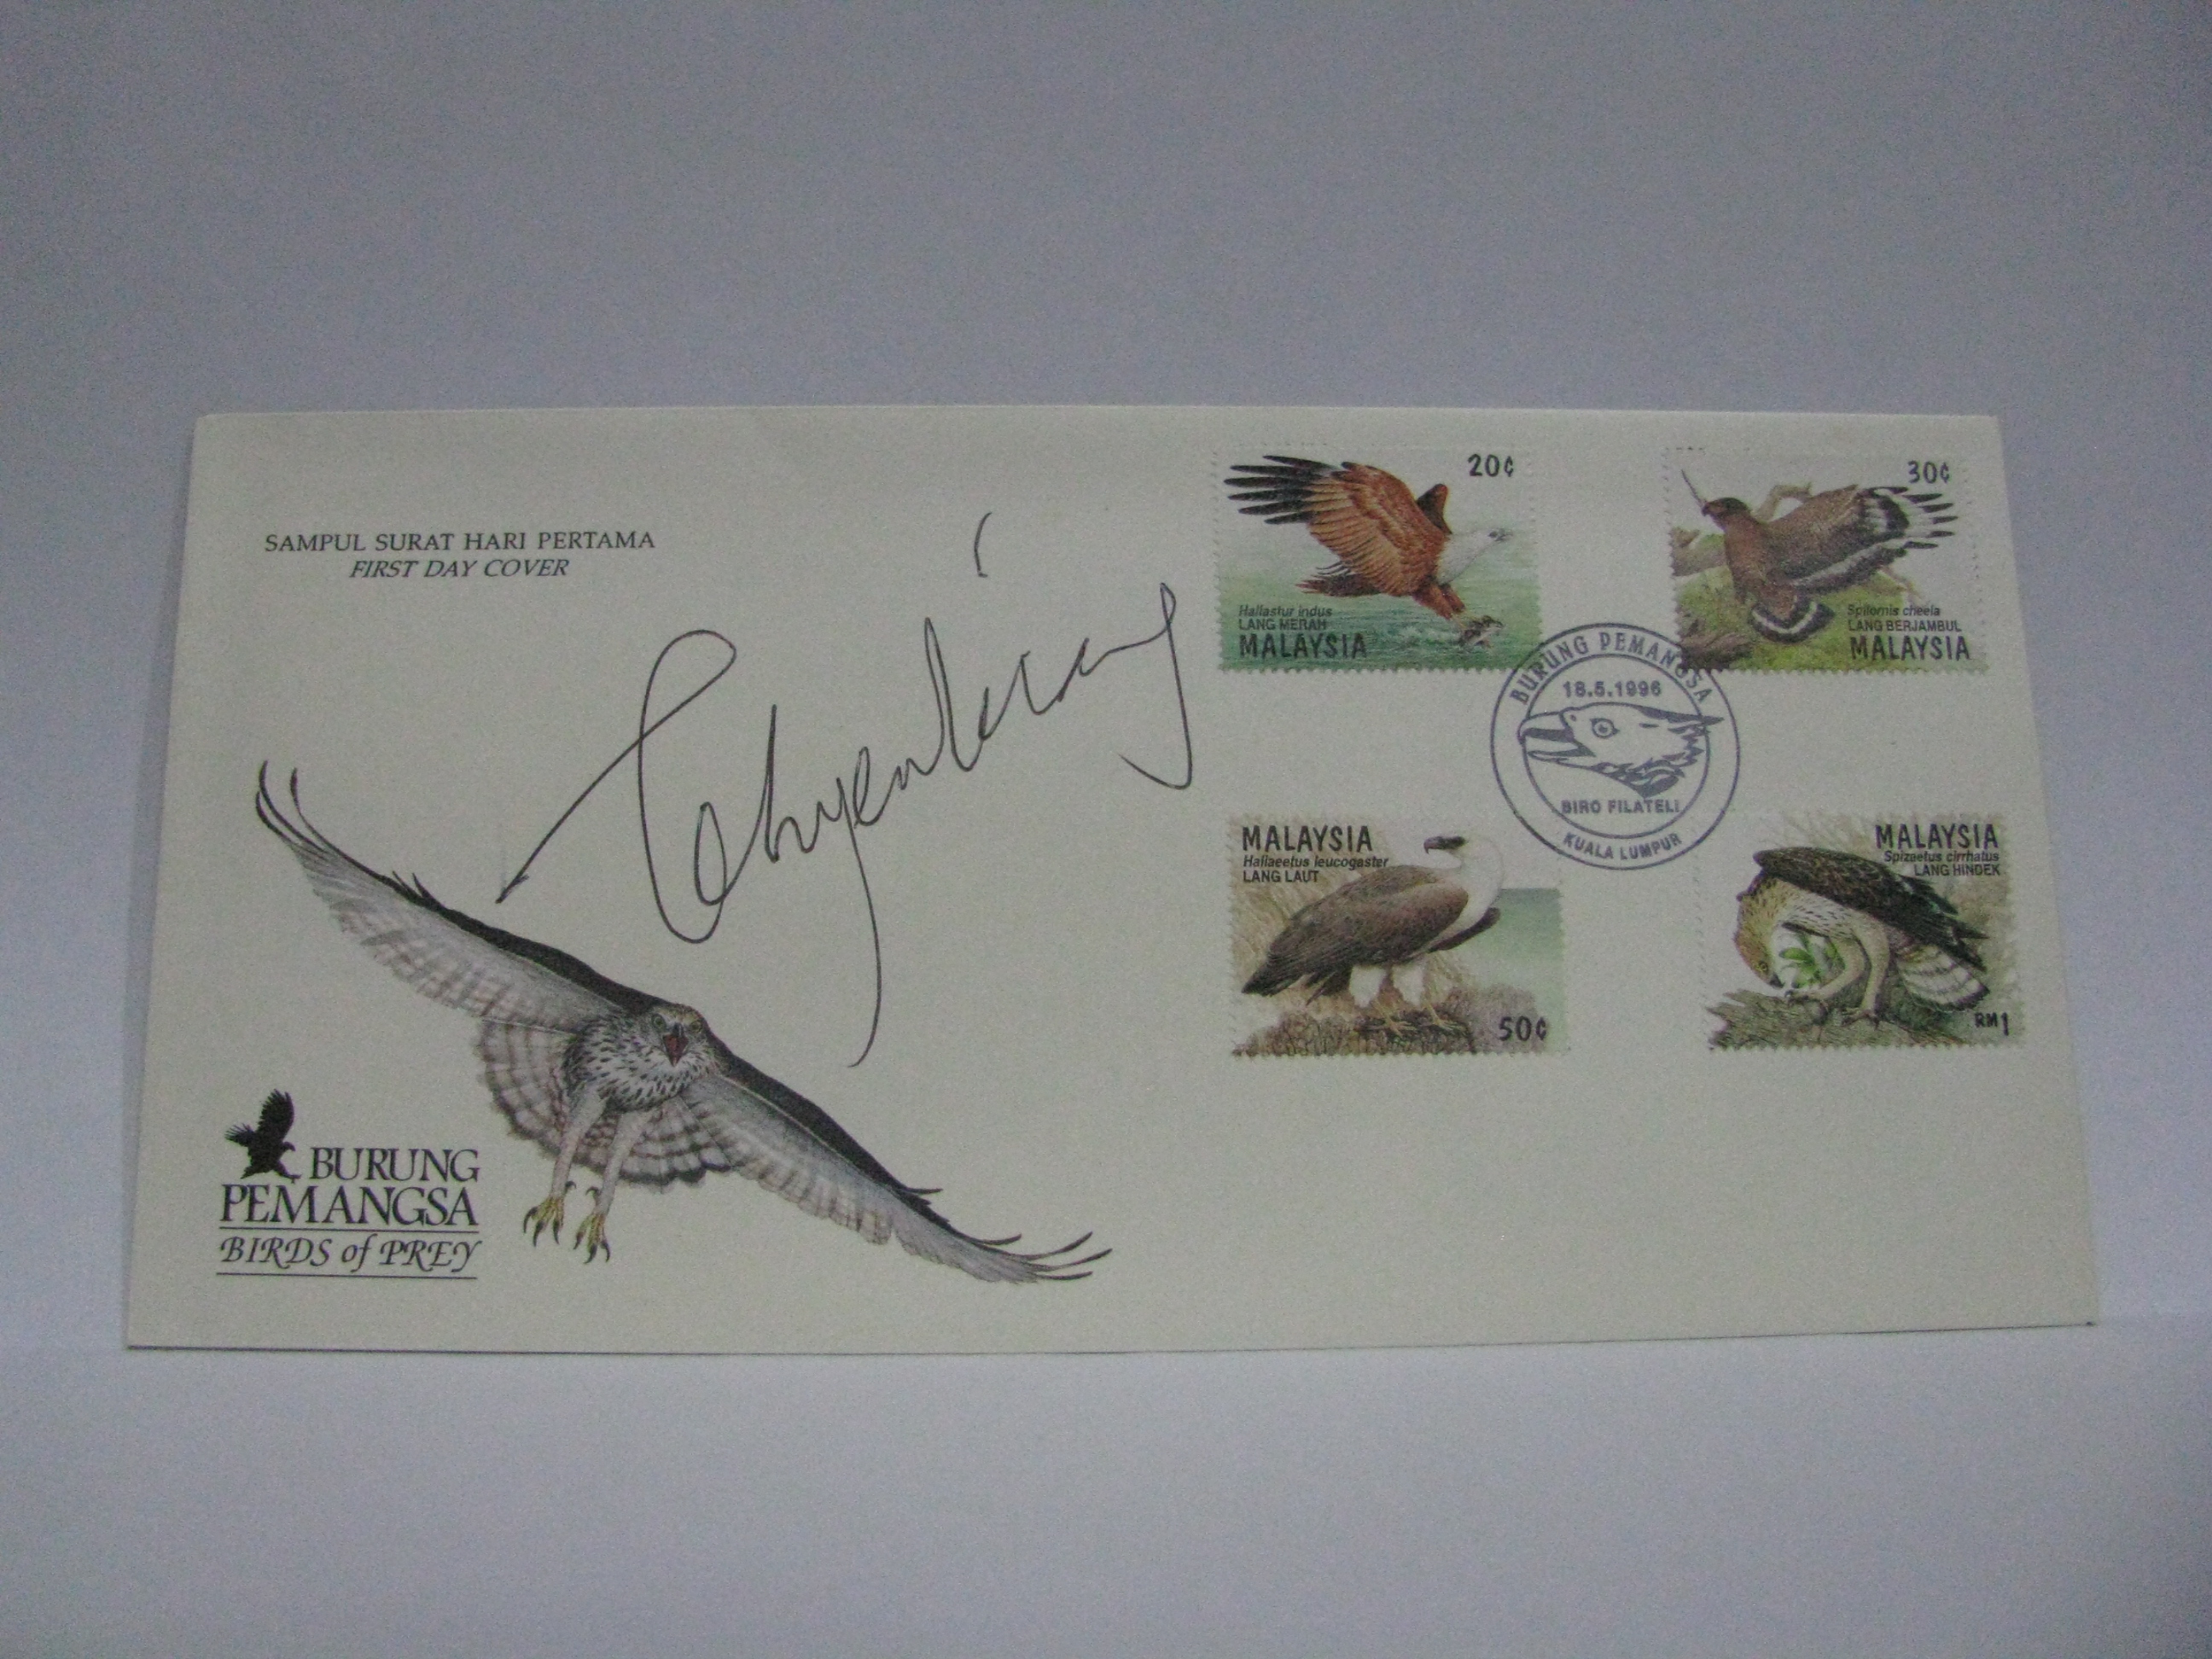 SAMPUL SURAT HARI PERTAMA
FIRST DAY COVER
20¢
Haliastur indus
LANG MERAH
MALAYSIA
30¢
Spilornis cheela
LANG BERJAMBUL
MALAYSIA
BURUNG PEMANGSA
18.5.1996
BIRO FILATELI
KUALA LUMPUR
MALAYSIA
Haliaeetus leucogaster
LANG LAUT
50¢
MALAYSIA
Spizaetus cirrhatus
LANG HINDEK
RM1
BURUNG
PEMANGSA
BIRDS of PREY